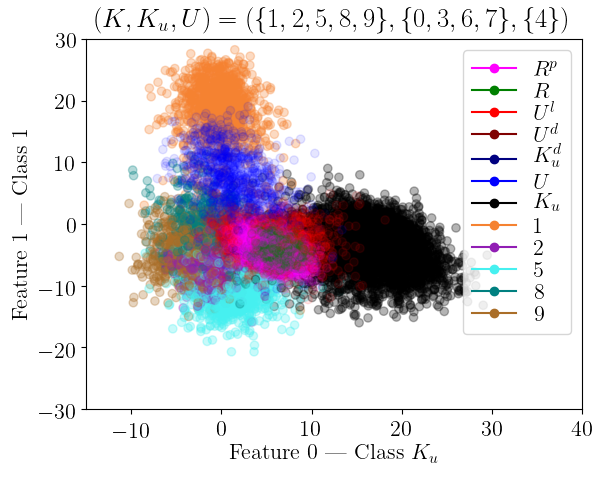 (K, K_u, U) = ({1, 2, 5, 8, 9}, {0, 3, 6, 7}, {4})
Feature 1 — Class 1
30
20
10
0
−10
−20
−30
R^p
R
U^l
U^d
K_u^d
U
K_u
1
2
5
8
9
−10 0 10 20 30 40
Feature 0 — Class K_u